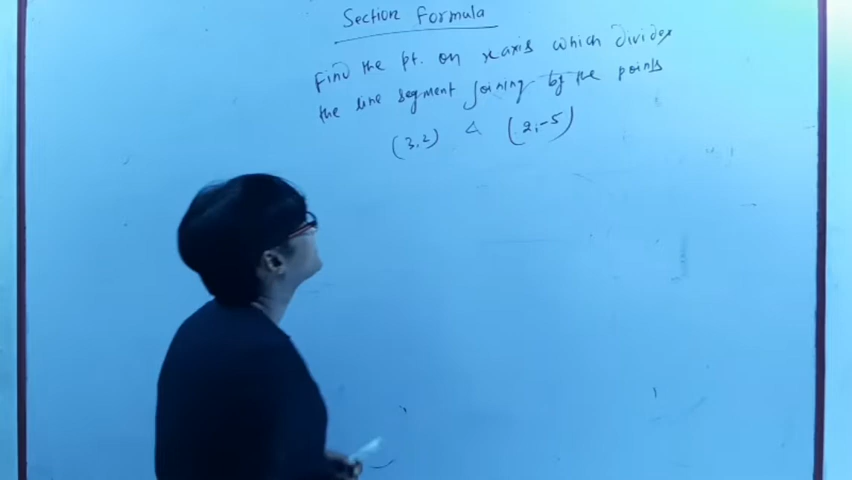 Section Formula
Find the pt. on x axis which divides
the line segment joining by the points
(3,2) & (2,-5)